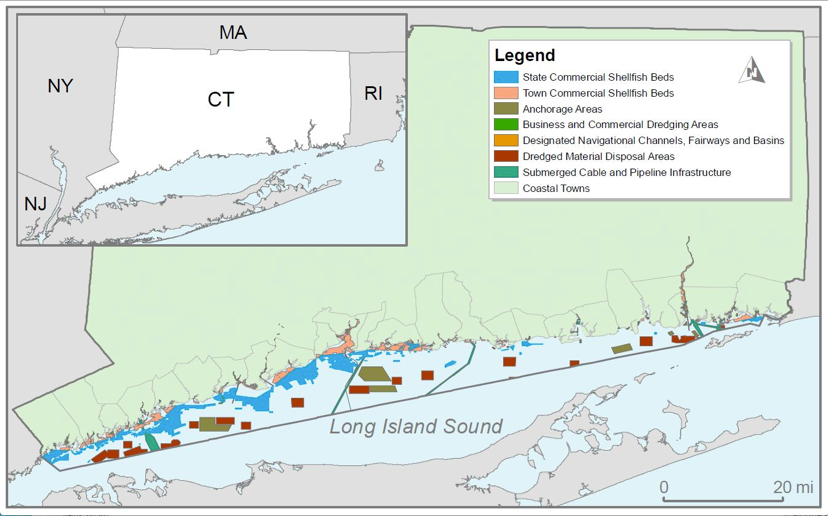 MA
NY
CT
RI
NJ
Legend
N
State Commercial Shellfish Beds
Town Commercial Shellfish Beds
Anchorage Areas
Business and Commercial Dredging Areas
Designated Navigational Channels, Fairways and Basins
Dredged Material Disposal Areas
Submerged Cable and Pipeline Infrastructure
Coastal Towns
Long Island Sound
0 20 mi